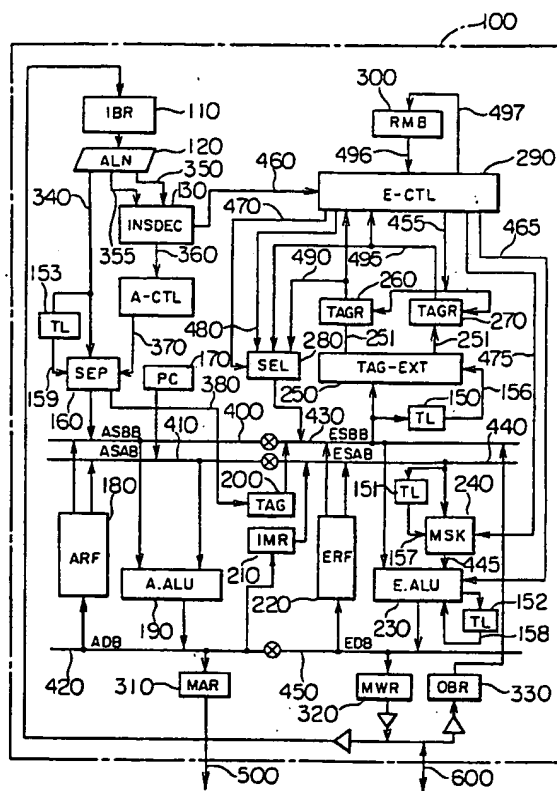 100
300
497
IBR
110
RMB
120
ALN
350
496
290
340
460
E-CTL
130
INSDEC
470
455
465
355
360
490
495
153
260
A-CTL
TAGR
TAGR
270
TL
480
280
251
251
475
370
170
SEL
159
SEP
PC
380
TAG-EXT
250
150
156
160
400
430
TL
ASBB
410
ESBB
440
ASAB
ESAB
180
200
TAG
151
TL
240
IMR
MSK
ARF
210
ERF
157
445
A.ALU
E.ALU
152
220
190
230
TL
158
ADB
EDB
420
310
MAR
450
MWR
OBR
330
320
500
600